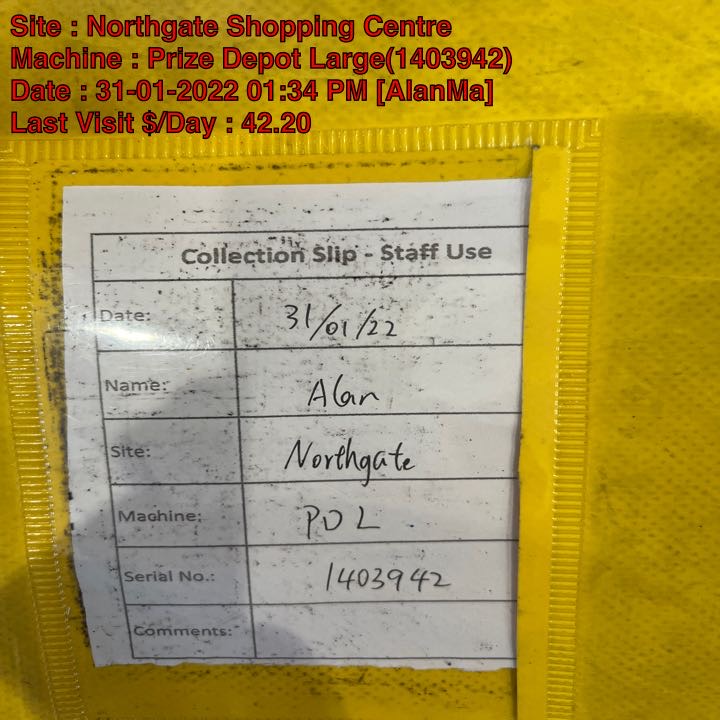 Site : Northgate Shopping Centre
Machine : Prize Depot Large(1403942)
Date : 31-01-2022 01:34 PM [AlanMa]
Last Visit $/Day : 42.20
Collection Slip - Staff Use
Date: 31/01/22
Name: Alan
Site: Northgate
Machine: PDL
Serial No.: 1403942
Comments: